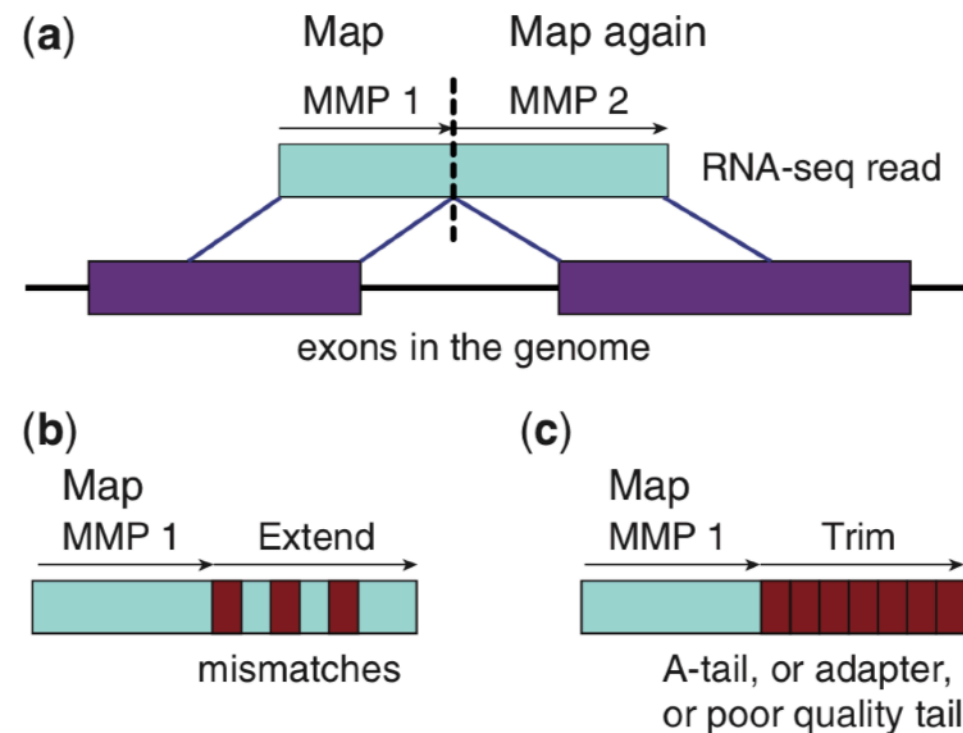 (a)
Map
Map again
MMP 1
MMP 2
RNA-seq read
exons in the genome
(b)
Map
MMP 1
Extend
mismatches
(c)
Map
MMP 1
Trim
A-tail, or adapter,
or poor quality tail